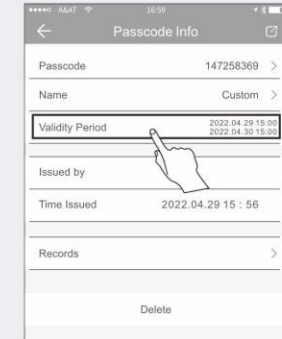 A&AT 16:59
Passcode Info
Passcode 147258369 >
Name Custom >
Validity Period 2022.04.29 15:00
2022.04.30 15:00
Issued by
Time Issued 2022.04.29 15 : 56
Records >
Delete